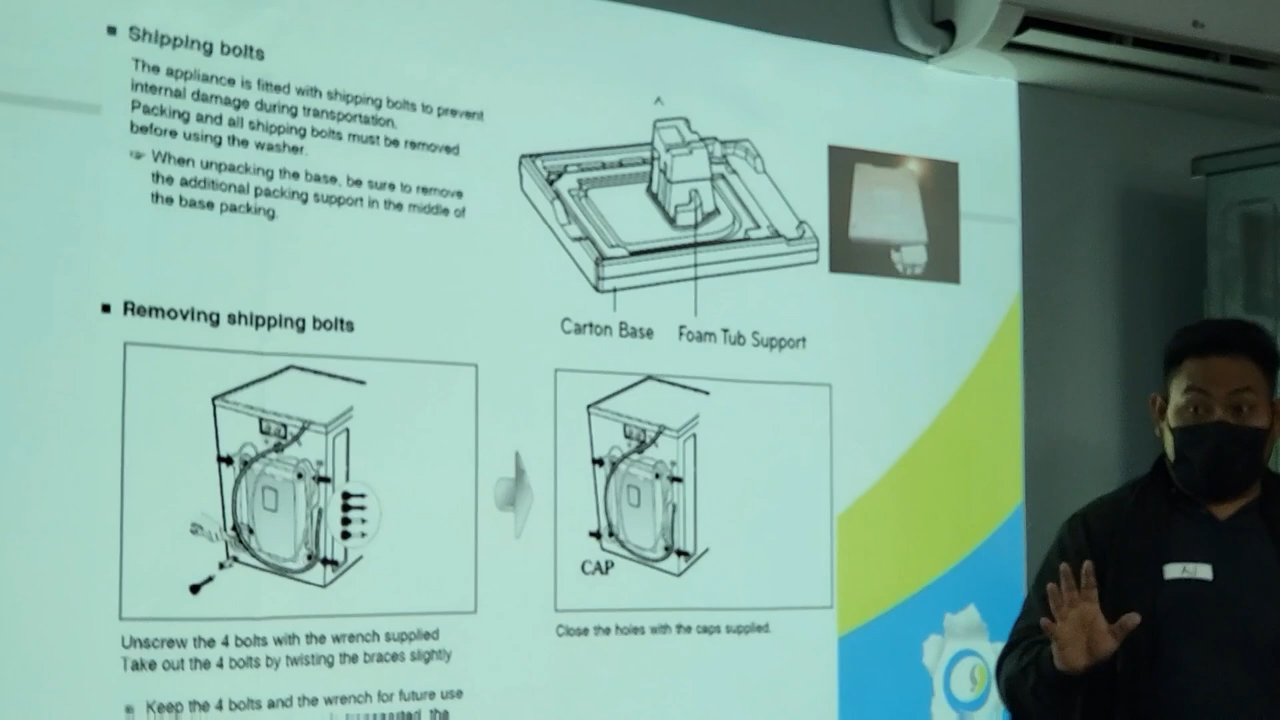 Shipping bolts
The appliance is fitted with shipping bolts to prevent
internal damage during transportation.
Packing and all shipping bolts must be removed
before using the washer.
When unpacking the base, be sure to remove
the additional packing support in the middle of
the base packing.
Carton Base
Foam Tub Support
Removing shipping bolts
CAP
Unscrew the 4 bolts with the wrench supplied
Take out the 4 bolts by twisting the braces slightly
Close the holes with the caps supplied.
Keep the 4 bolts and the wrench for future use
the
AJ